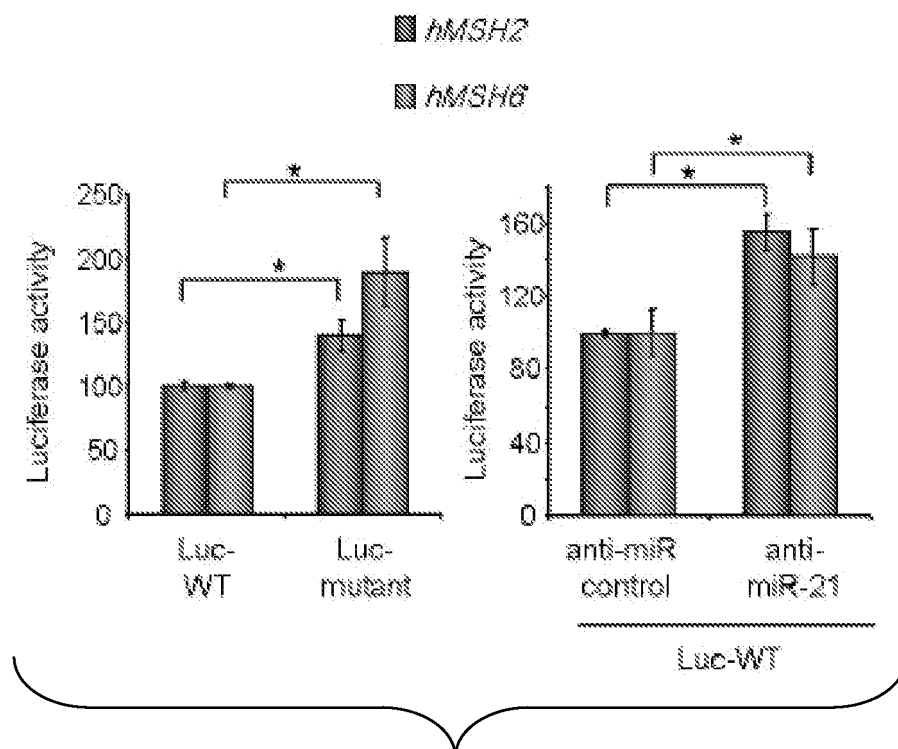 hMSH2
hMSH6
*
*
250
200
150
100
50
0
Luciferase activity
Luc-
WT
Luc-
mutant
*
*
160
120
80
40
0
Luciferase activity
anti-miR
control
anti-
miR-21
Luc-WT